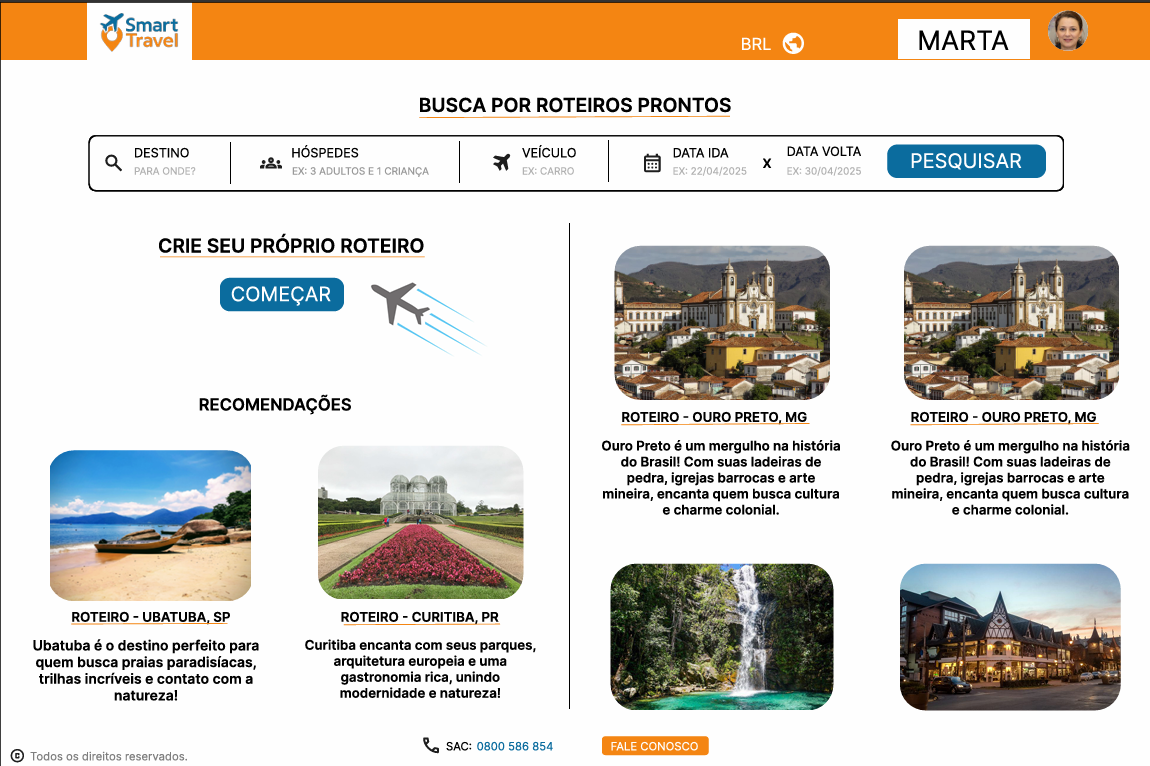 Smart
Travel
BRL
MARTA
BUSCA POR ROTEIROS PRONTOS
DESTINO
PARA ONDE?
HÓSPEDES
EX: 3 ADULTOS E 1 CRIANÇA
VEÍCULO
EX: CARRO
DATA IDA
EX: 22/04/2025
X
DATA VOLTA
EX: 30/04/2025
PESQUISAR
CRIE SEU PRÓPRIO ROTEIRO
COMEÇAR
RECOMENDAÇÕES
ROTEIRO - UBATUBA, SP
Ubatuba é o destino perfeito para
quem busca praias paradisíacas,
trilhas incríveis e contato com a
natureza!
ROTEIRO - CURITIBA, PR
Curitiba encanta com seus parques,
arquitetura europeia e uma
gastronomia rica, unindo
modernidade e natureza!
ROTEIRO - OURO PRETO, MG
Ouro Preto é um mergulho na história
do Brasil! Com suas ladeiras de
pedra, igrejas barrocas e arte
mineira, encanta quem busca cultura
e charme colonial.
ROTEIRO - OURO PRETO, MG
Ouro Preto é um mergulho na história
do Brasil! Com suas ladeiras de
pedra, igrejas barrocas e arte
mineira, encanta quem busca cultura
e charme colonial.
© Todos os direitos reservados.
SAC: 0800 586 854
FALE CONOSCO